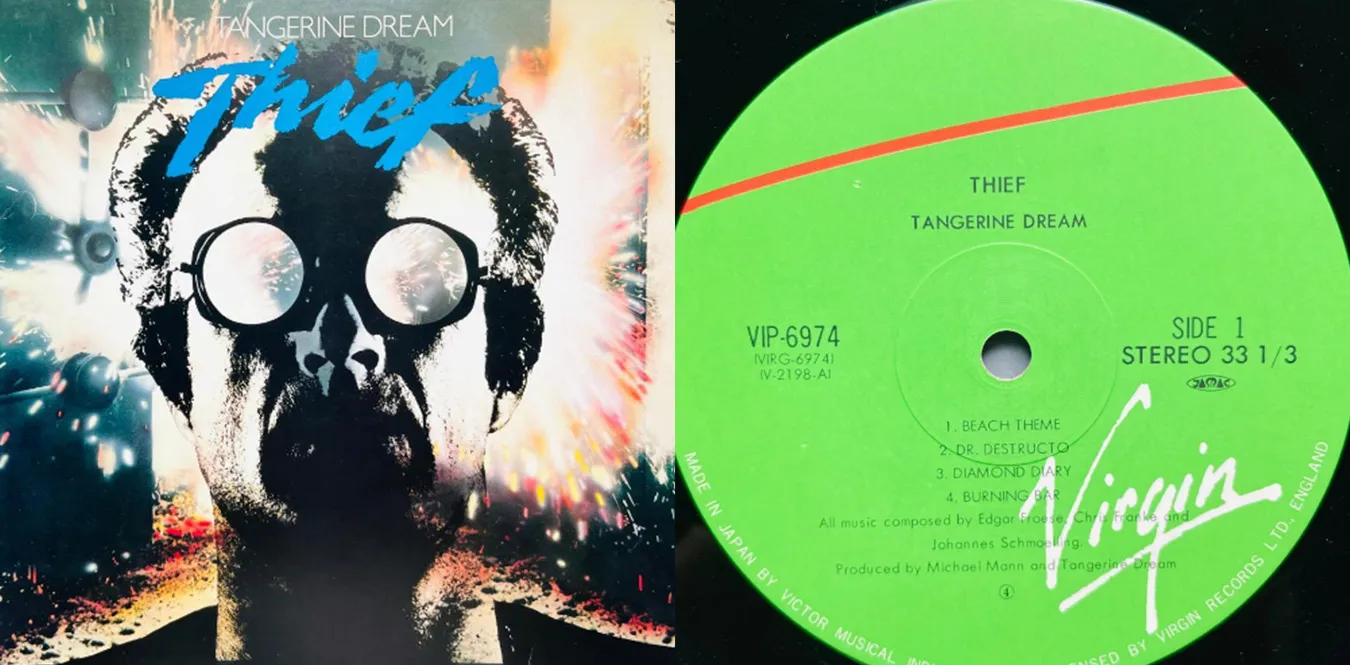 TANGERINE DREAM
Thief
THIEF
TANGERINE DREAM
VIP-6974
(VIRG-6974)
(V-2198-A)
SIDE 1
STEREO 33 1/3
JASRAC
1. BEACH THEME
2. DR. DESTRUCTO
3. DIAMOND DIARY
4. BURNING BAR
All music composed by Edgar Froese, Chris Franke and
Johannes Schmoelling.
Produced by Michael Mann and Tangerine Dream
④
Virgin
MADE IN JAPAN BY VICTOR MUSICAL
BY VIRGIN RECORDS LTD., ENGLAND